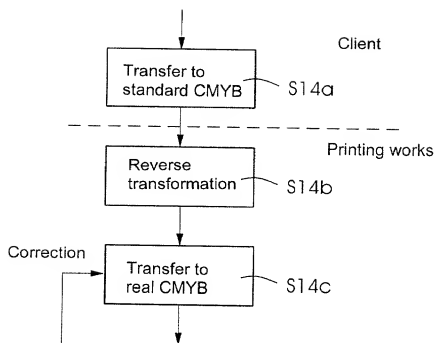 Client
Transfer to
standard CMYB
S14a
Printing works
Reverse
transformation
S14b
Correction
Transfer to
real CMYB
S14c